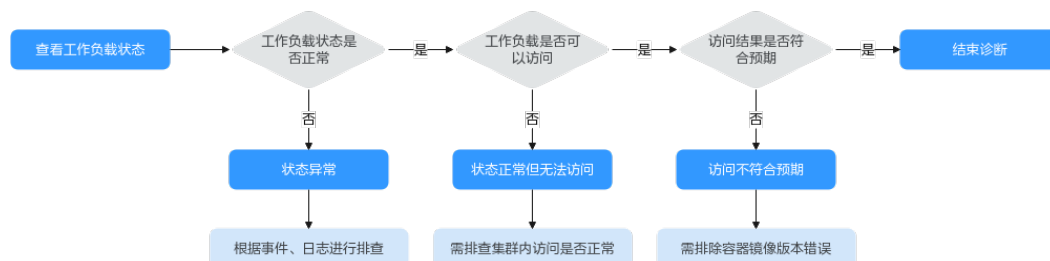 查看工作负载状态
工作负载状态是
否正常
是
工作负载是否可
以访问
是
访问结果是否符
合预期
是
结束诊断
否
否
否
状态异常
状态正常但无法访问
访问不符合预期
根据事件、日志进行排查
需排查集群内访问是否正常
需排除容器镜像版本错误